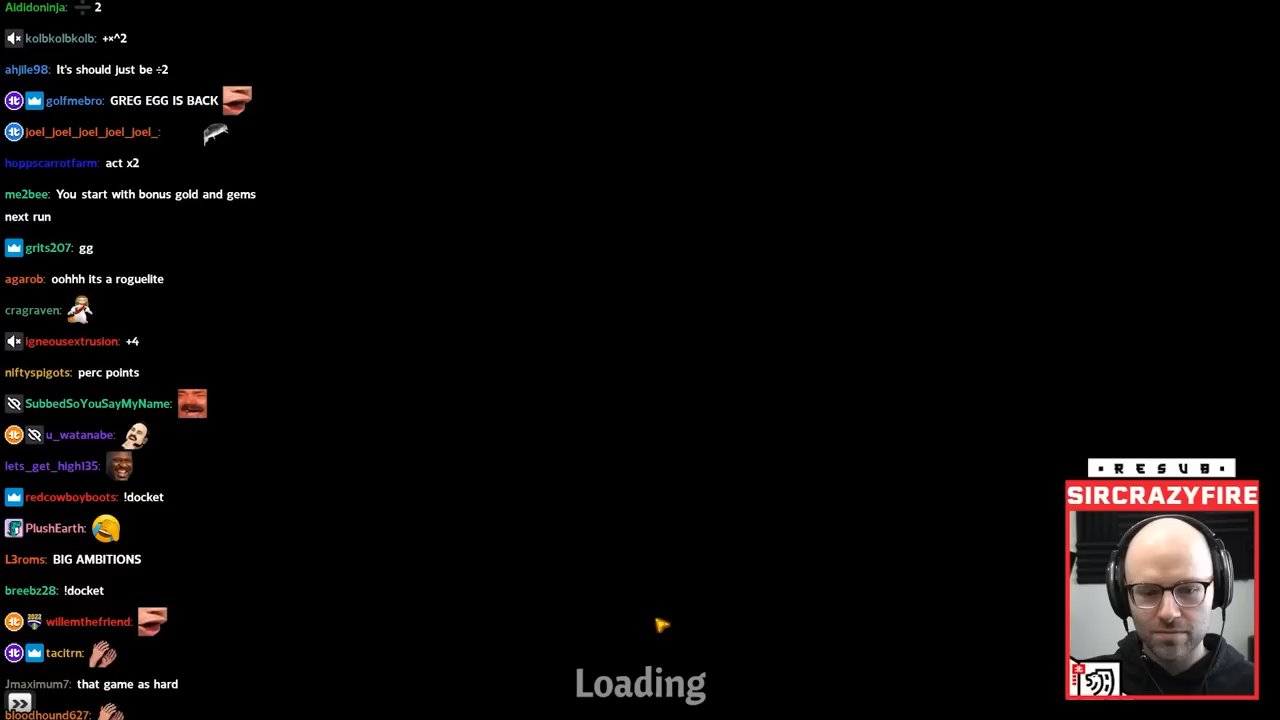 Aldidoninja: ÷ 2
kolbkolbkolb: +×^2
ahjile98: It's should just be ÷2
golfmebro: GREG EGG IS BACK
joel_joel_joel_joel_joel_:
hoppscarrotfarm: act x2
me2bee: You start with bonus gold and gems
next run
grits207: gg
agarob: oohhh its a roguelite
cragraven:
igneousextrusion: +4
niftyspigots: perc points
SubbedSoYouSayMyName:
u_watanabe:
lets_get_high135:
redcowboyboots: !docket
PlushEarth:
L3roms: BIG AMBITIONS
breebz28: !docket
willemthefriend:
tacitrn:
Jmaximum7: that game as hard
bloodhound627:
• R E S U B •
SIRCRAZYFIRE
Loading